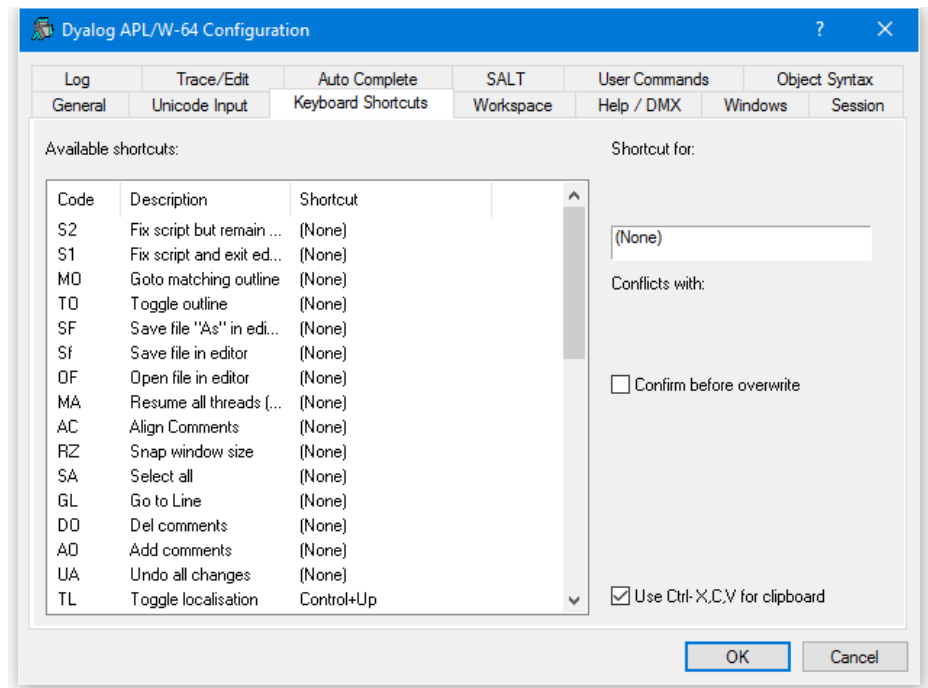 Dyalog APL/W-64 Configuration ? ×
Log Trace/Edit Auto Complete SALT User Commands Object Syntax
General Unicode Input Keyboard Shortcuts Workspace Help / DMX Windows Session
Available shortcuts:
Code Description Shortcut
S2 Fix script but remain ... (None)
S1 Fix script and exit ed... (None)
MO Goto matching outline (None)
TO Toggle outline (None)
SF Save file "As" in edi... (None)
Sf Save file in editor (None)
OF Open file in editor (None)
MA Resume all threads (... (None)
AC Align Comments (None)
RZ Snap window size (None)
SA Select all (None)
GL Go to Line (None)
DO Del comments (None)
AO Add comments (None)
UA Undo all changes (None)
TL Toggle localisation Control+Up
Shortcut for:
(None)
Conflicts with:
Confirm before overwrite
Use Ctrl-X,C,V for clipboard
OK Cancel